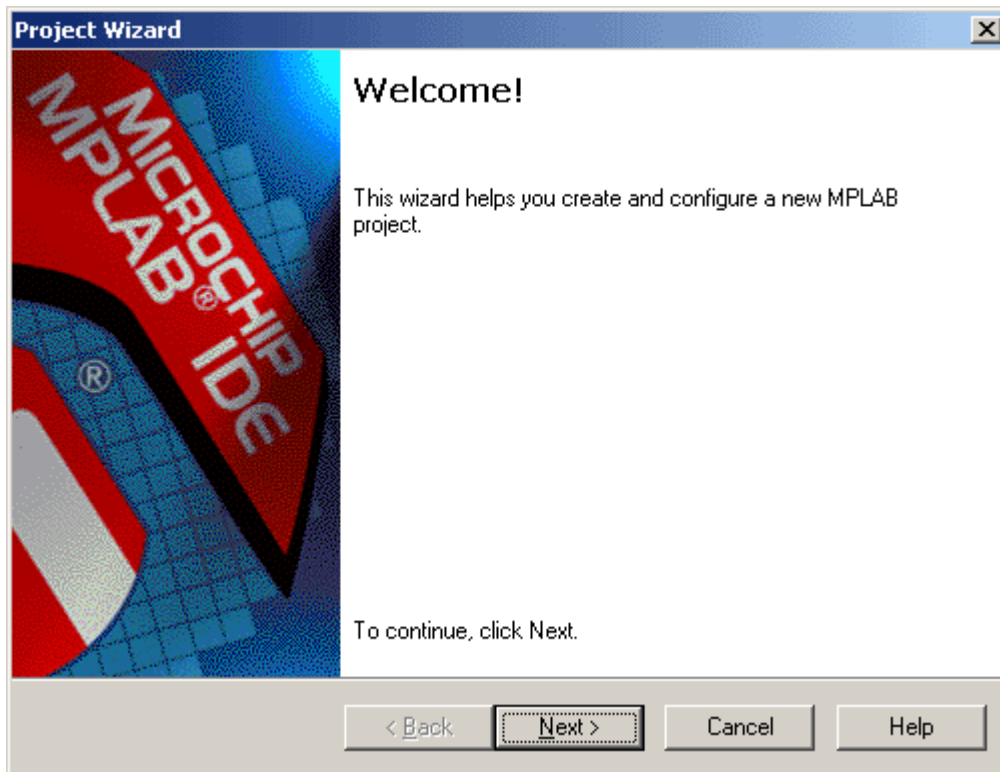 Project Wizard
MICROCHIP
MPLAB® IDE
®
Welcome!
This wizard helps you create and configure a new MPLAB
project.
To continue, click Next.
< Back
Next >
Cancel
Help